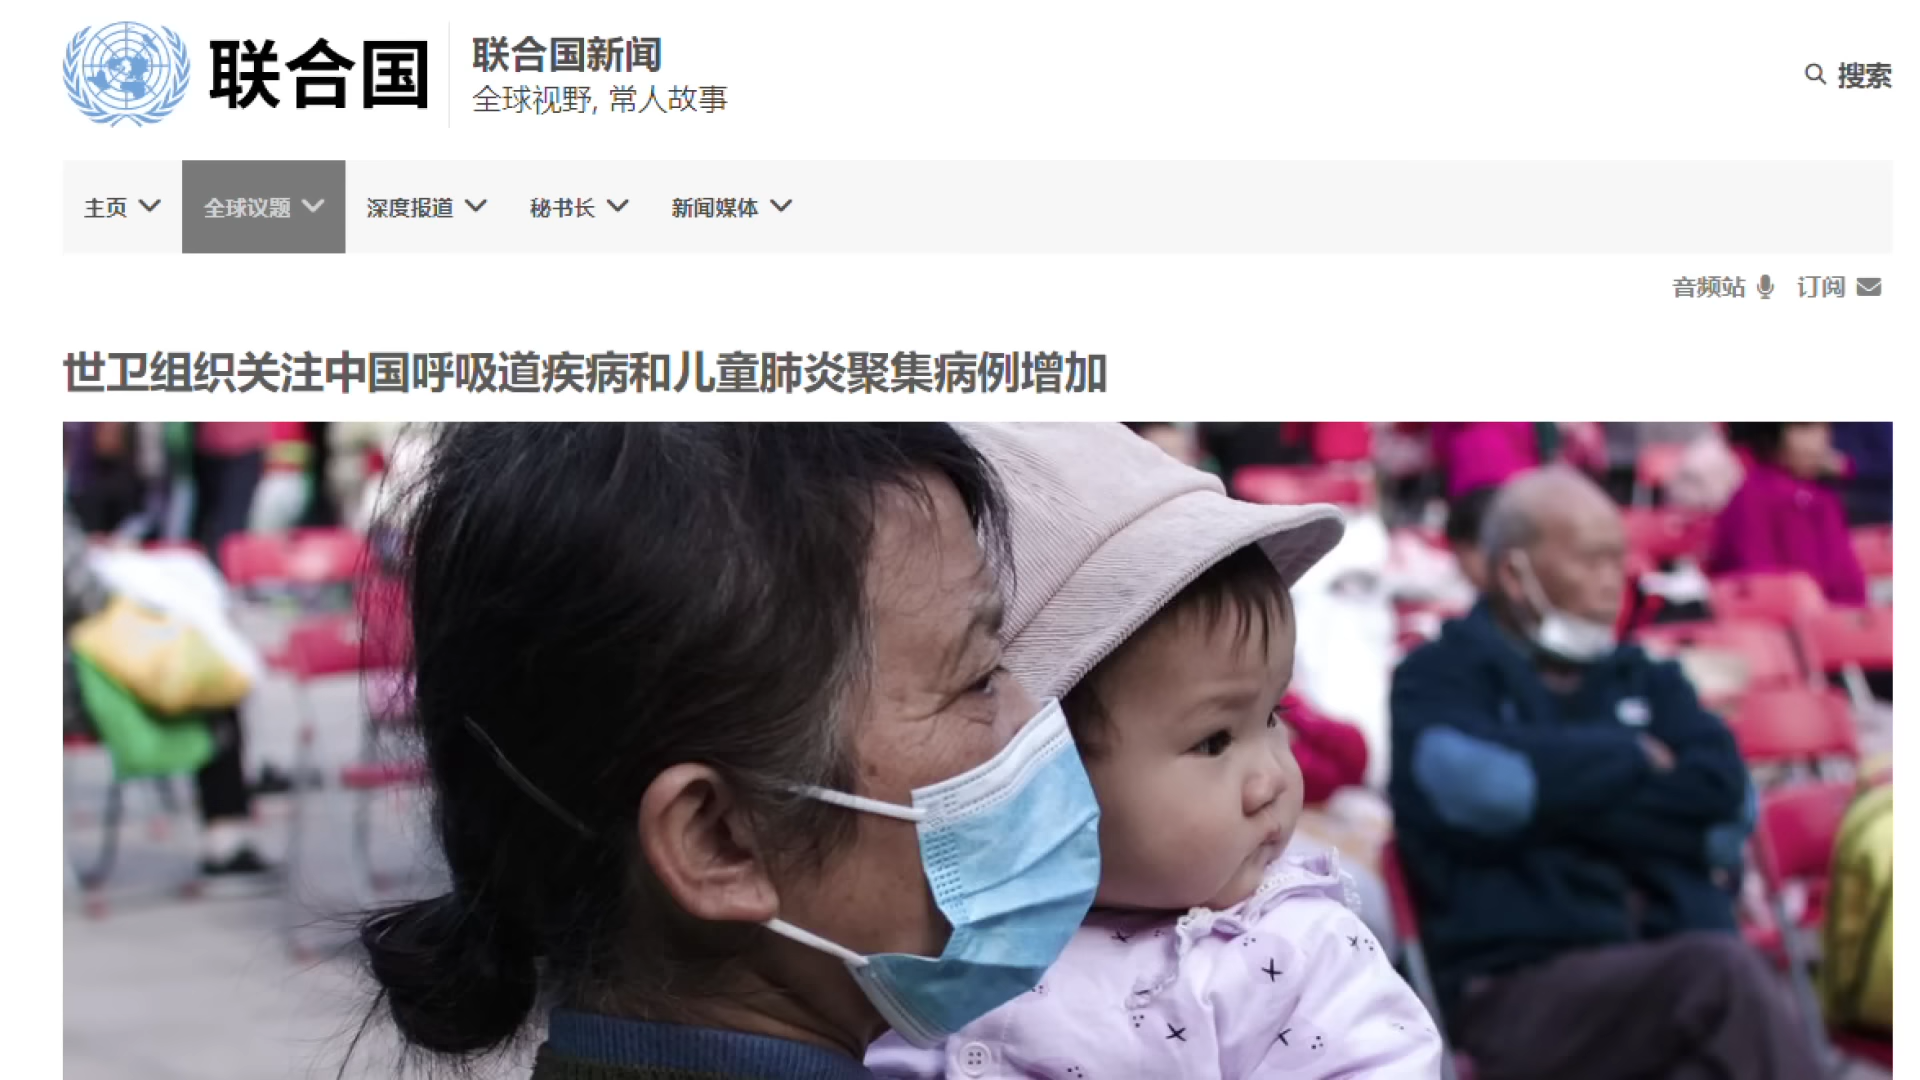 联合国
联合国新闻
全球视野, 常人故事
搜索
主页
全球议题
深度报道
秘书长
新闻媒体
音频站
订阅
世卫组织关注中国呼吸道疾病和儿童肺炎聚集病例增加